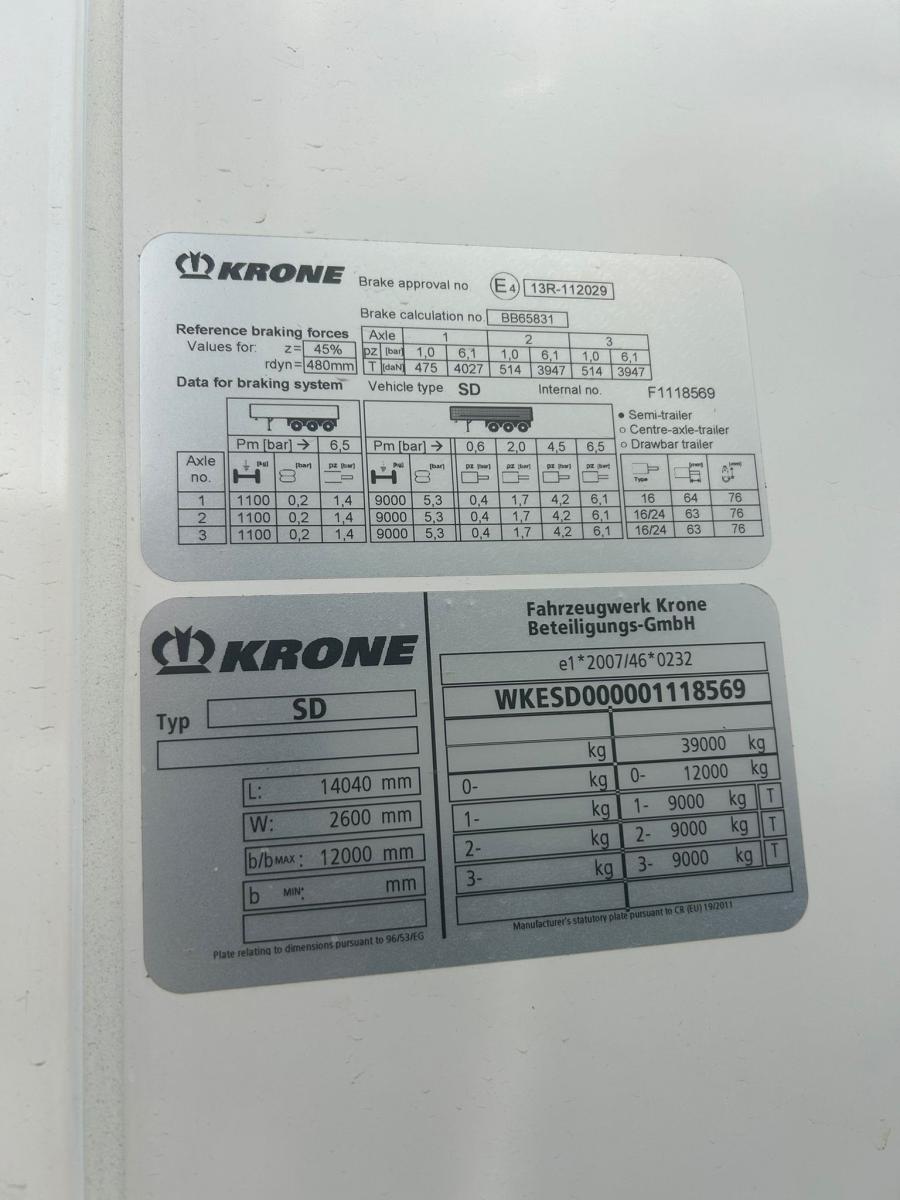 KRONE
Brake approval no E4 13R-112029
Brake calculation no BB65831
Reference braking forces
Values for: z= 45%
rdyn= 480mm
Axle 1 2 3
pz [bar] 1,0 6,1 1,0 6,1 1,0 6,1
T [daN] 475 4027 514 3947 514 3947
Data for braking system Vehicle type SD Internal no. F1118569
• Semi-trailer
o Centre-axle-trailer
o Drawbar trailer
Pm [bar] → 6,5 Pm [bar] → 0,6 2,0 4,5 6,5
Axle no. [kg] [bar] pz [bar] [kg] [bar] pz [bar] pz [bar] pz [bar] pz [bar] Type [mm] [mm]
1 1100 0,2 1,4 9000 5,3 0,4 1,7 4,2 6,1 16 64 76
2 1100 0,2 1,4 9000 5,3 0,4 1,7 4,2 6,1 16/24 63 76
3 1100 0,2 1,4 9000 5,3 0,4 1,7 4,2 6,1 16/24 63 76
KRONE
Typ SD
L: 14040 mm
W: 2600 mm
b/bMAX: 12000 mm
b MIN: mm
Plate relating to dimensions pursuant to 96/53/EG
Fahrzeugwerk Krone
Beteiligungs-GmbH
e1*2007/46*0232
WKESD000001118569
kg 39000 kg
0- kg 0- 12000 kg
1- kg 1- 9000 kg T
2- kg 2- 9000 kg T
3- kg 3- 9000 kg T
Manufacturer's statutory plate pursuant to CR (EU) 19/2011